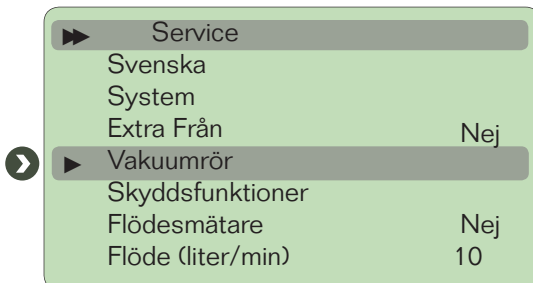 Service
Svenska
System
Extra Från Nej
Vakuumrör
Skyddsfunktioner
Flödesmätare Nej
Flöde (liter/min) 10